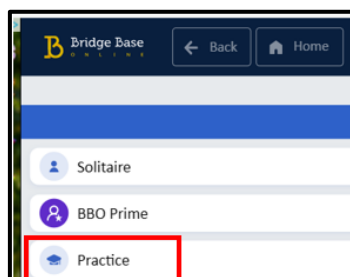 Bridge Base
ONLINE
Back
Home
Solitaire
BBO Prime
Practice